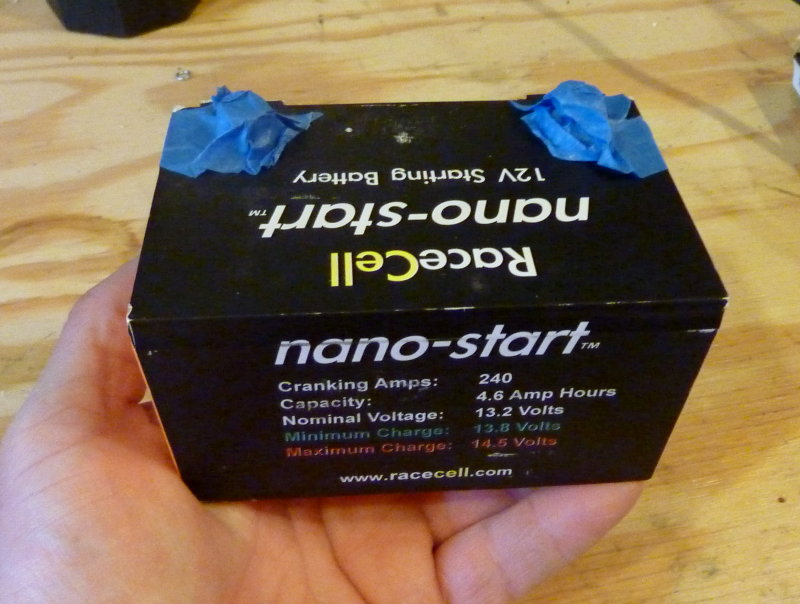 12V Starting Battery
nano-start™
RaceCell
nano-start™
Cranking Amps: 240
Capacity: 4.6 Amp Hours
Nominal Voltage: 13.2 Volts
Minimum Charge: 13.8 Volts
Maximum Charge: 14.5 Volts
www.racecell.com